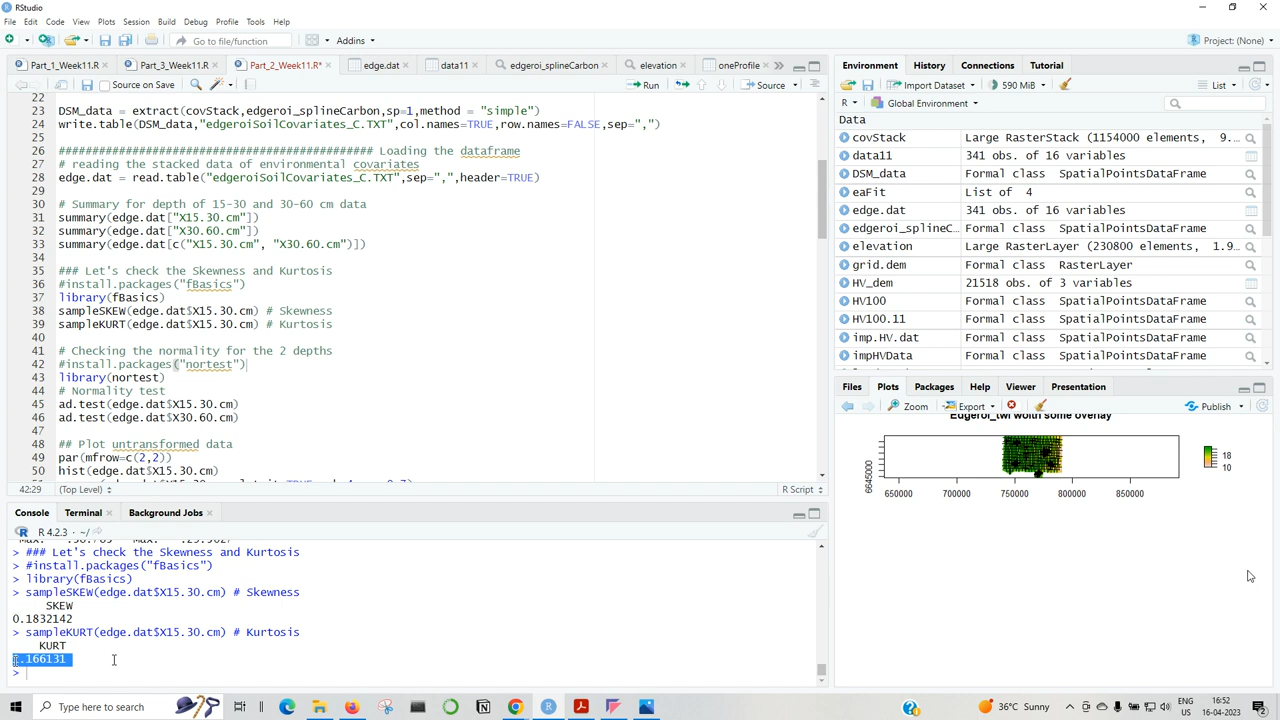 RStudio
File Edit Code View Plots Session Build Debug Profile Tools Help
Go to file/function
Addins
Project: (None)
Part_1_Week11.R
Part_3_Week11.R
Part_2_Week11.R*
edge.dat
data11
edgeroi_splineCarbon
elevation
oneProfile
Source on Save
Run
Source
22
23 DSM_data = extract(covStack,edgeroi_splineCarbon,sp=1,method = "simple")
24 write.table(DSM_data,"edgeroiSoilCovariates_C.TXT",col.names=TRUE,row.names=FALSE,sep=",")
25
26 ############################################### Loading the dataframe
27 # reading the stacked data of environmental covariates
28 edge.dat = read.table("edgeroiSoilCovariates_C.TXT",sep=",",header=TRUE)
29
30 # Summary for depth of 15-30 and 30-60 cm data
31 summary(edge.dat["X15.30.cm"])
32 summary(edge.dat["X30.60.cm"])
33 summary(edge.dat[c("X15.30.cm", "X30.60.cm")])
34
35 ### Let's check the Skewness and Kurtosis
36 #install.packages("fBasics")
37 library(fBasics)
38 sampleSKEW(edge.dat$X15.30.cm) # Skewness
39 sampleKURT(edge.dat$X15.30.cm) # Kurtosis
40
41 # Checking the normality for the 2 depths
42 #install.packages("nortest")
43 library(nortest)
44 # Normality test
45 ad.test(edge.dat$X15.30.cm)
46 ad.test(edge.dat$X30.60.cm)
47
48 ## Plot untransformed data
49 par(mfrow=c(2,2))
50 hist(edge.dat$X15.30.cm)
42:29 (Top Level) R Script
Console Terminal Background Jobs
R 4.2.3 · ~/
> ### Let's check the Skewness and Kurtosis
> #install.packages("fBasics")
> library(fBasics)
> sampleSKEW(edge.dat$X15.30.cm) # Skewness
SKEW
0.1832142
> sampleKURT(edge.dat$X15.30.cm) # Kurtosis
KURT
.166131
>
Environment History Connections Tutorial
Import Dataset 590 MiB List
R Global Environment
Data
covStack Large RasterStack (1154000 elements, 9.…
data11 341 obs. of 16 variables
DSM_data Formal class SpatialPointsDataFrame
eaFit List of 4
edge.dat 341 obs. of 16 variables
edgeroi_splineC… Formal class SpatialPointsDataFrame
elevation Large RasterLayer (230800 elements, 1.9…
grid.dem Formal class RasterLayer
HV_dem 21518 obs. of 3 variables
HV100 Formal class SpatialPointsDataFrame
HV100.11 Formal class SpatialPointsDataFrame
imp.HV.dat Formal class SpatialPointsDataFrame
impHVData Formal class SpatialPointsDataFrame
Files Plots Packages Help Viewer Presentation
Zoom Export Publish
Edgeroi_twi woith some overlay
6645000
18
10
650000 700000 750000 800000 850000
Type here to search
36°C Sunny
ENG
US
16:52
16-04-2023
2